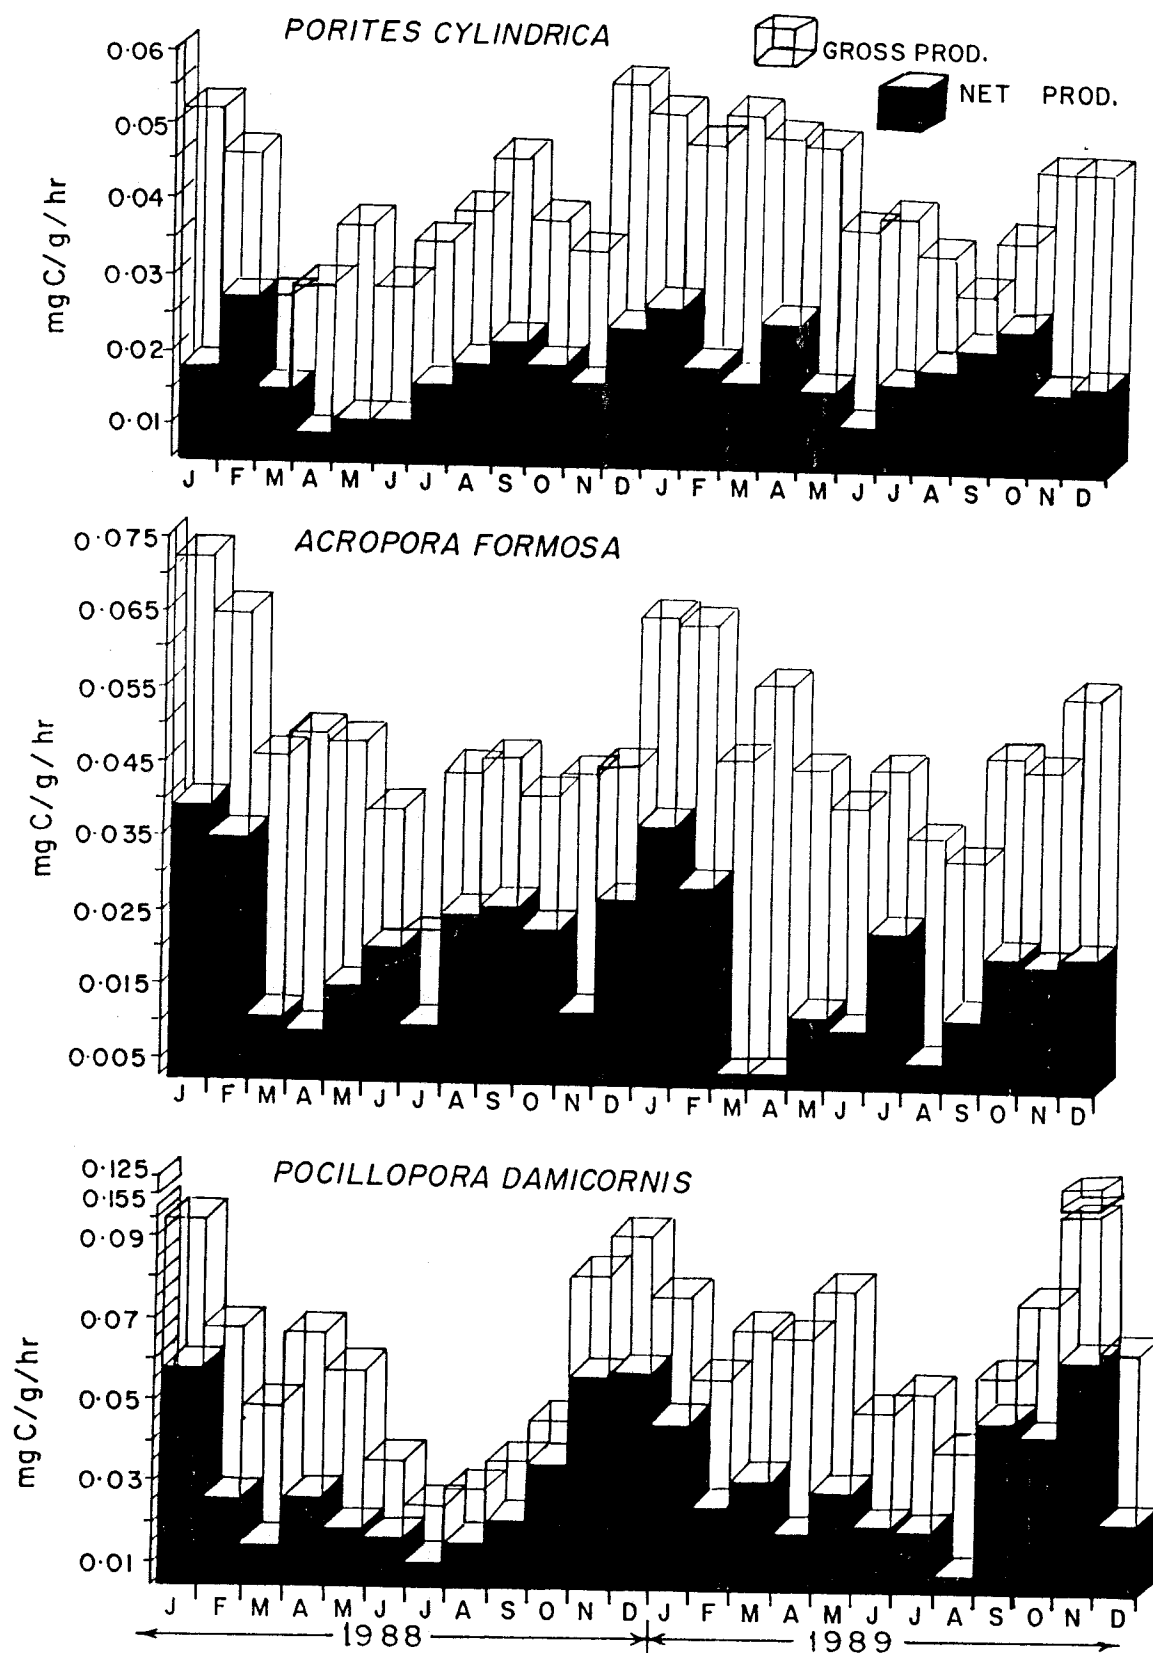 PORITES CYLINDRICA
GROSS PROD.
NET PROD.
mgC/g/hr
0.06
0.05
0.04
0.03
0.02
0.01
J F M A M J J A S O N D J F M A M J J A S O N D
ACROPORA FORMOSA
mgC/g/hr
0.075
0.065
0.055
0.045
0.035
0.025
0.015
0.005
J F M A M J J A S O N D J F M A M J J A S O N D
POCILLOPORA DAMICORNIS
mgC/g/hr
0.125
0.155
0.09
0.07
0.05
0.03
0.01
J F M A M J J A S O N D J F M A M J J A S O N D
1988 1989